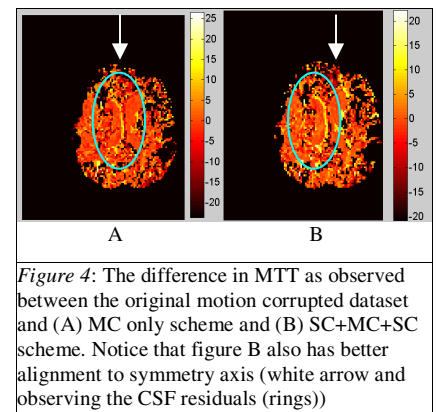 25
20
15
10
5
0
-5
-10
-15
-20
20
15
10
5
0
-5
-10
-15
-20
A
B
Figure 4: The difference in MTT as observed
between the original motion corrupted dataset
and (A) MC only scheme and (B) SC+MC+SC
scheme. Notice that figure B also has better
alignment to symmetry axis (white arrow and
observing the CSF residuals (rings))